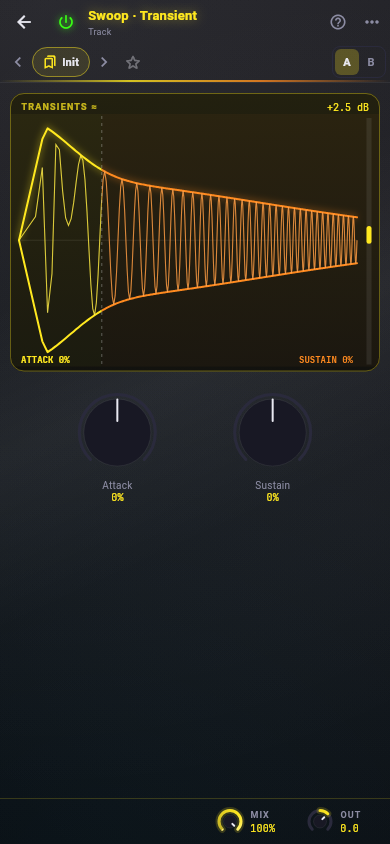 Swoop · Transient
Track
Init
A B
TRANSIENTS ≈ +2.5 dB
ATTACK 0% SUSTAIN 0%
Attack Sustain
0% 0%
MIX OUT
100% 0.0